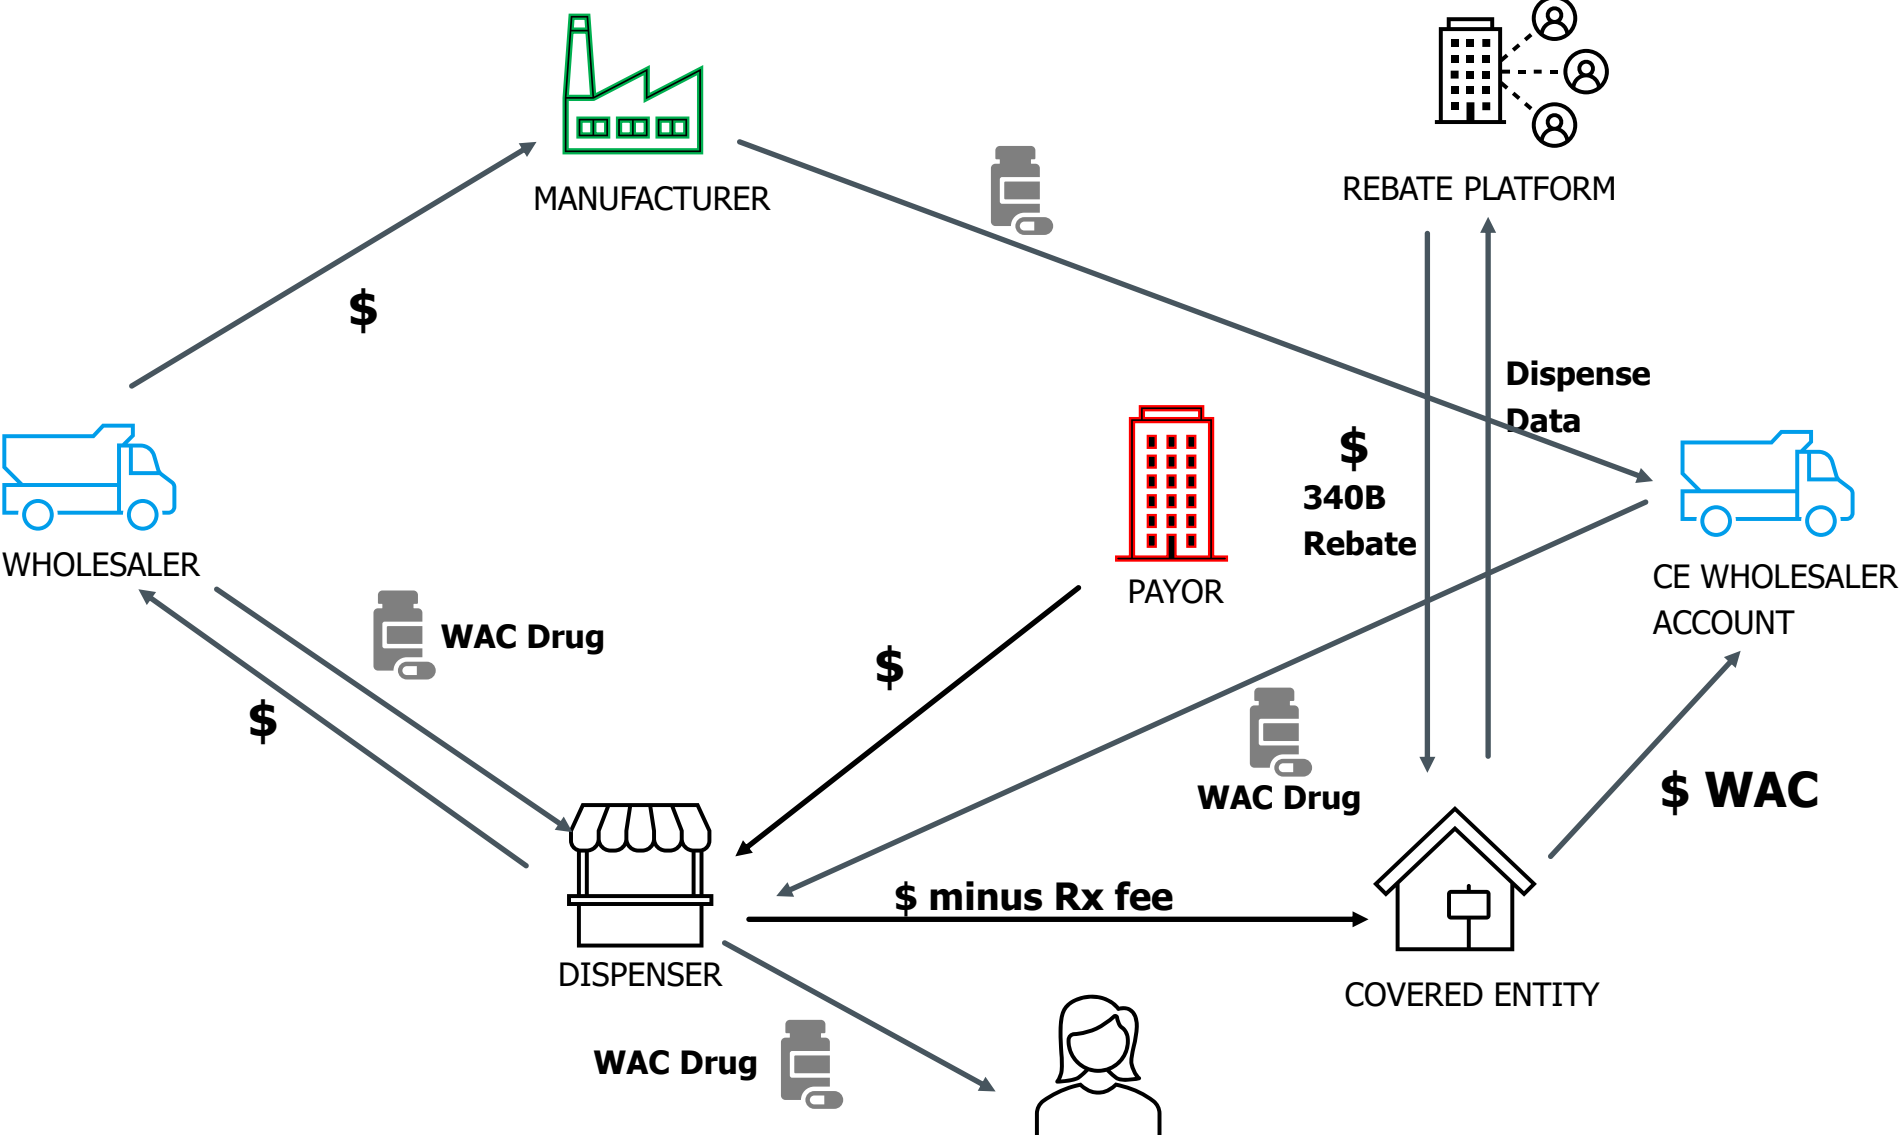 MANUFACTURER
REBATE PLATFORM
$
Dispense
Data
$
340B
Rebate
WHOLESALER
PAYOR
CE WHOLESALER
ACCOUNT
WAC Drug
$
$
WAC Drug
$ WAC
$ minus Rx fee
DISPENSER
COVERED ENTITY
WAC Drug